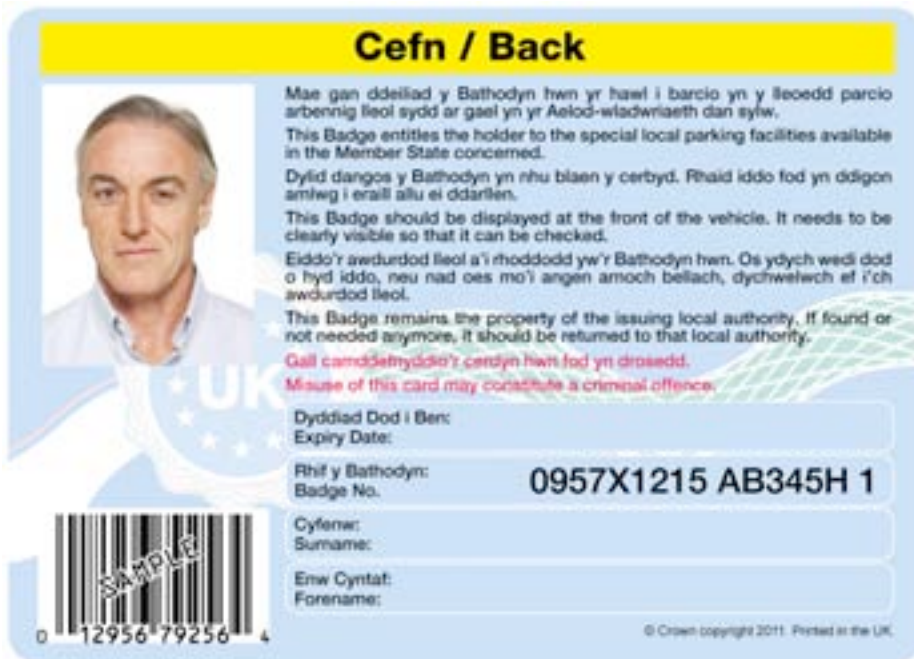 Cefn / Back
Mae gan ddeiliad y Bathodyn hwn yr hawl i barcio yn y lleoedd parcio
arbennig lleol sydd ar gael yn yr Aelod-wladwriaeth dan sylw.
This Badge entitles the holder to the special local parking facilities available
in the Member State concerned.
Dylid dangos y Bathodyn yn nhu blaen y cerbyd. Rhaid iddo fod yn ddigon
amlwg i eraill allu ei ddarllen.
This Badge should be displayed at the front of the vehicle. It needs to be
clearly visible so that it can be checked.
Eiddo'r awdurdod lleol a'i rhoddodd yw'r Bathodyn hwn. Os ydych wedi dod
o hyd iddo, neu nad oes mo'i angen arnoch bellach, dychwelwch ef i'ch
awdurdod lleol.
This Badge remains the property of the issuing local authority. If found or
not needed anymore, it should be returned to that local authority.
Gall camddefnyddio'r cerdyn hwn fod yn drosedd.
Misuse of this card may constitute a criminal offence.
UK
Dyddiad Dod i Ben:
Expiry Date:
Rhif y Bathodyn:
Badge No.
0957X1215 AB345H 1
Cyfenw:
Surname:
Enw Cyntaf:
Forename:
SAMPLE
0 12956 79256 4
© Crown copyright 2011. Printed in the UK